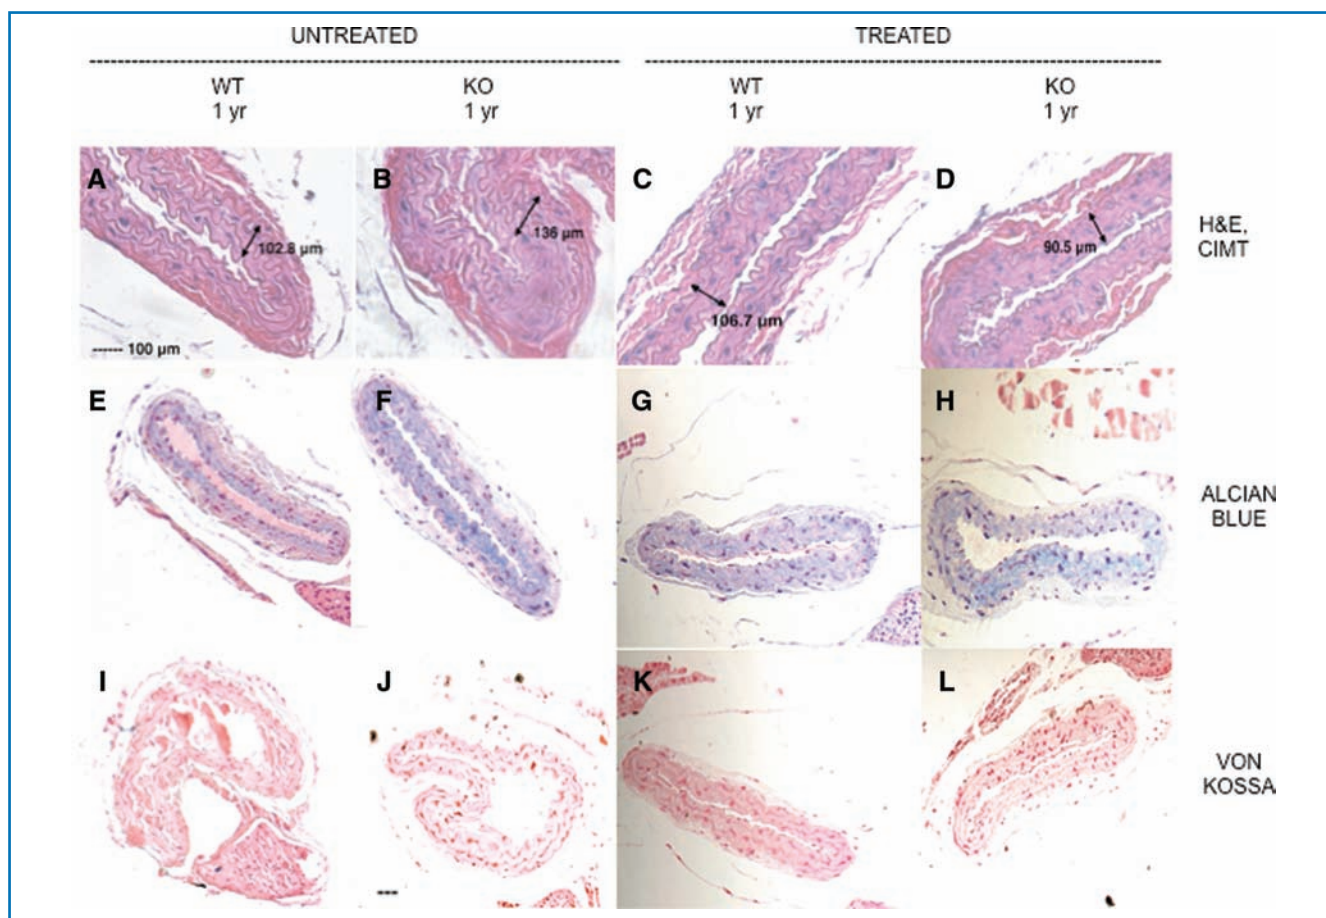 UNTREATED
TREATED
WT
1 yr
KO
1 yr
WT
1 yr
KO
1 yr
A
102.8 µm
------ 100 µm
B
136 µm
C
106.7 µm
D
90.5 µm
H&E,
CIMT
E
F
G
H
ALCIAN
BLUE
I
J
K
L
VON
KOSSA